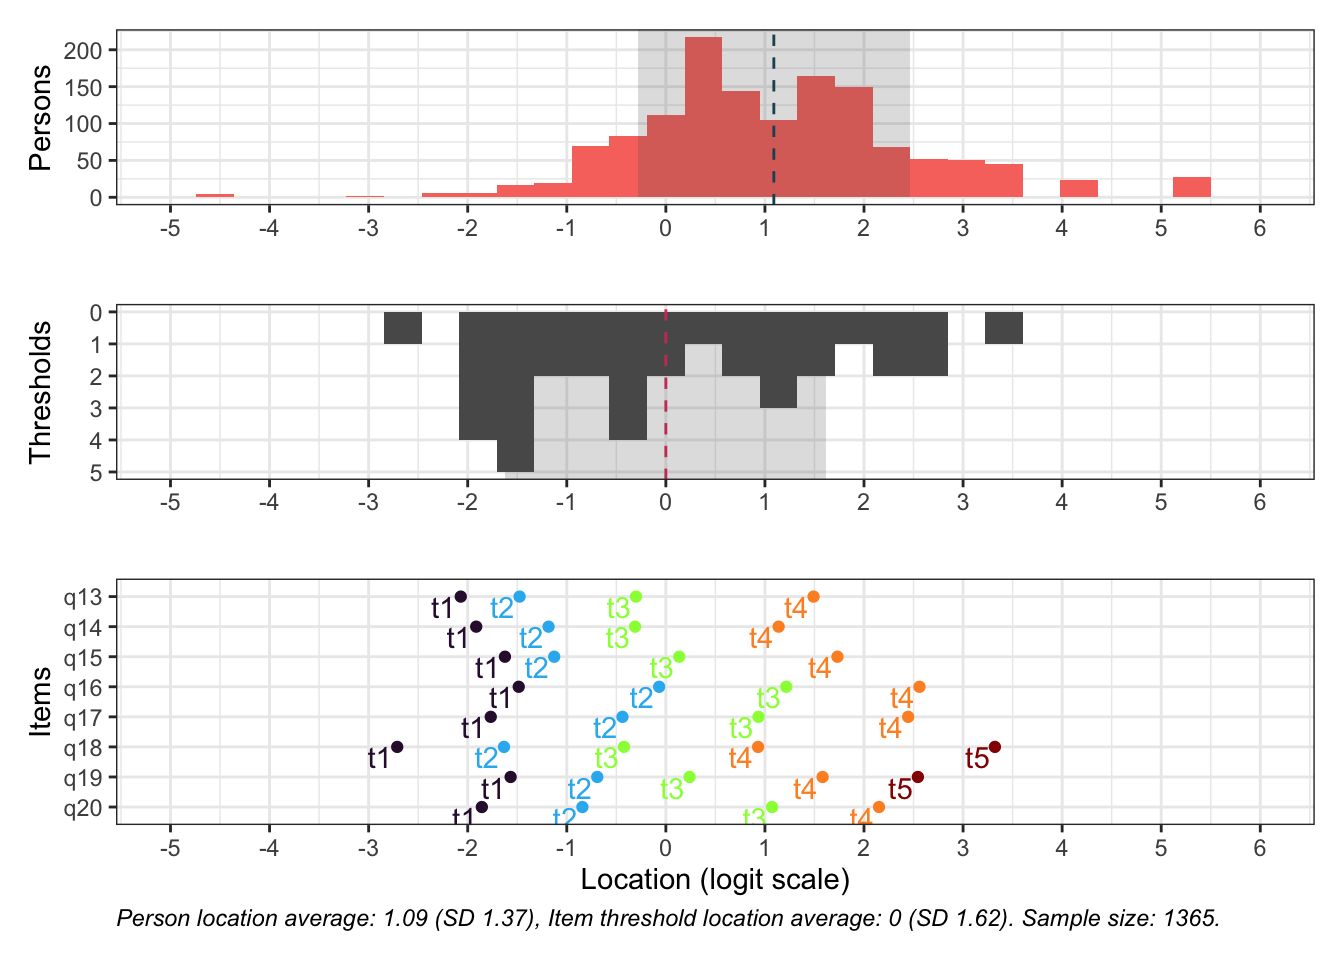 Persons
200
150
100
50
0
-5 -4 -3 -2 -1 0 1 2 3 4 5 6
Thresholds
0
1
2
3
4
5
-5 -4 -3 -2 -1 0 1 2 3 4 5 6
Items
q13 t1 t2 t3 t4
q14 t1 t2 t3 t4
q15 t1 t2 t3 t4
q16 t1 t2 t3 t4
q17 t1 t2 t3 t4
q18 t1 t2 t3 t4 t5
q19 t1 t2 t3 t4 t5
q20 t1 t2 t3 t4
-5 -4 -3 -2 -1 0 1 2 3 4 5 6
Location (logit scale)
Person location average: 1.09 (SD 1.37), Item threshold location average: 0 (SD 1.62). Sample size: 1365.